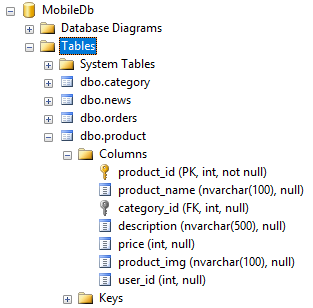 MobileDb
Database Diagrams
Tables
System Tables
dbo.category
dbo.news
dbo.orders
dbo.product
Columns
product_id (PK, int, not null)
product_name (nvarchar(100), null)
category_id (FK, int, null)
description (nvarchar(500), null)
price (int, null)
product_img (nvarchar(100), null)
user_id (int, null)
Keys